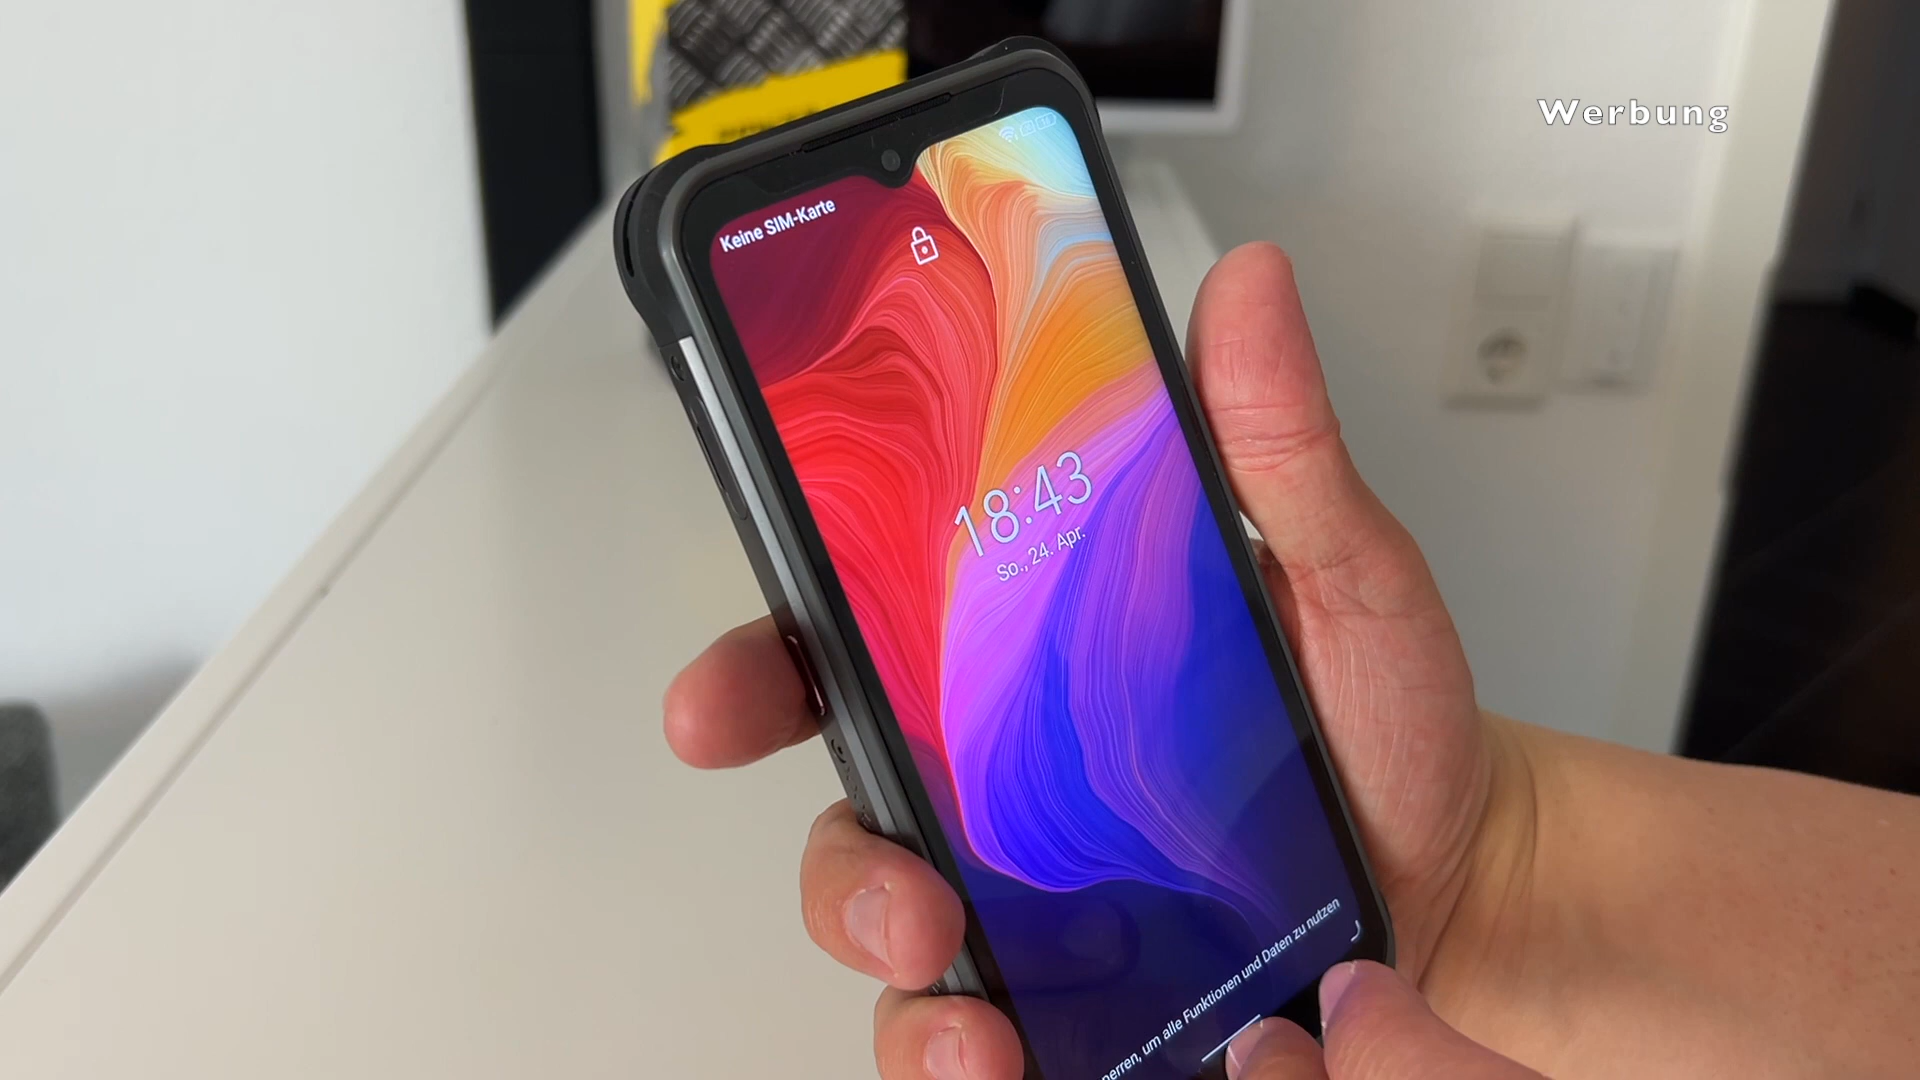 Werbung
Keine SIM-Karte
18:43
So., 24. Apr.
perren, um alle Funktionen und Daten zu nutzen